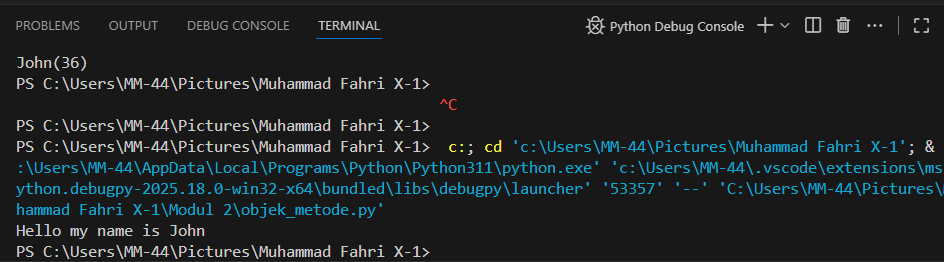 PROBLEMS OUTPUT DEBUG CONSOLE TERMINAL Python Debug Console
John(36)
PS C:\Users\MM-44\Pictures\Muhammad Fahri X-1>
^C
PS C:\Users\MM-44\Pictures\Muhammad Fahri X-1>
PS C:\Users\MM-44\Pictures\Muhammad Fahri X-1> c:; cd 'c:\Users\MM-44\Pictures\Muhammad Fahri X-1'; &
:\Users\MM-44\AppData\Local\Programs\Python\Python311\python.exe' 'c:\Users\MM-44\.vscode\extensions\ms
ython.debugpy-2025.18.0-win32-x64\bundled\libs\debugpy\launcher' '53357' '--' 'C:\Users\MM-44\Pictures\
hammad Fahri X-1\Modul 2\objek_metode.py'
Hello my name is John
PS C:\Users\MM-44\Pictures\Muhammad Fahri X-1>